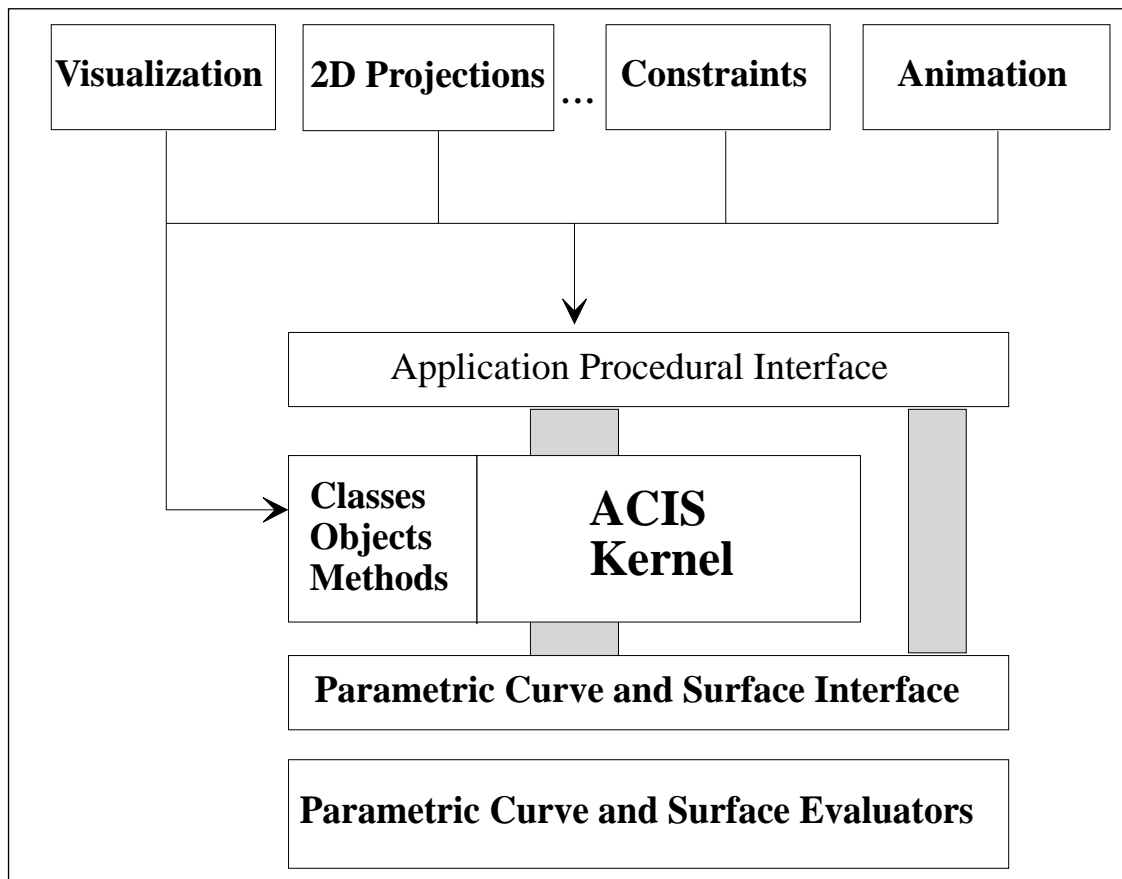 Visualization
2D Projections
...
Constraints
Animation
Application Procedural Interface
Classes
Objects
Methods
ACIS
Kernel
Parametric Curve and Surface Interface
Parametric Curve and Surface Evaluators